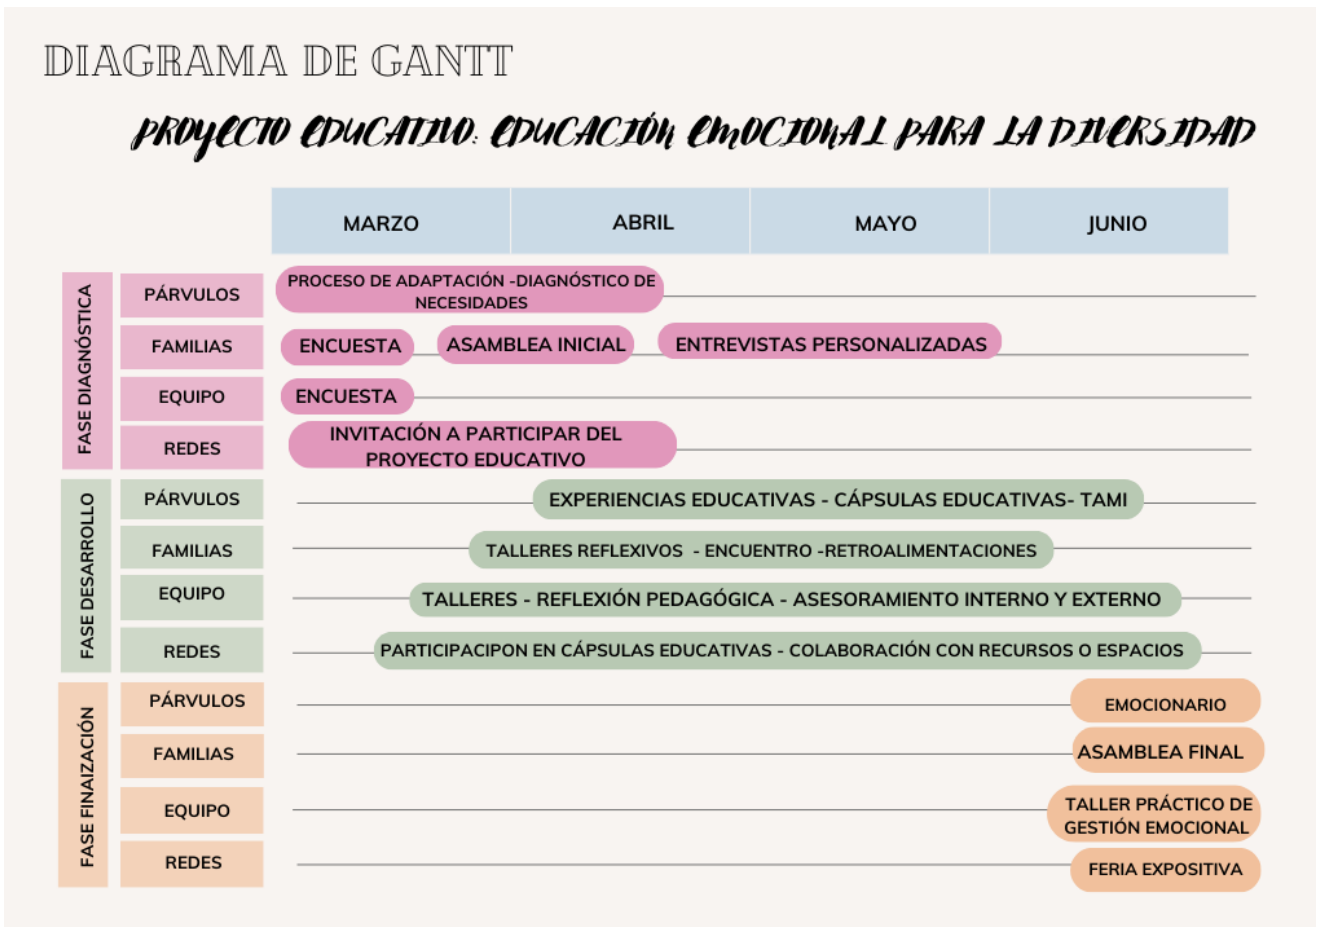 DIAGRAMA DE GANTT
PROYECTO EDUCATIVO: EDUCACIÓN EMOCIONAL PARA LA DIVERSIDAD
MARZO ABRIL MAYO JUNIO
FASE DIAGNÓSTICA
PÁRVULOS
PROCESO DE ADAPTACIÓN -DIAGNÓSTICO DE
NECESIDADES
FAMILIAS ENCUESTA ASAMBLEA INICIAL ENTREVISTAS PERSONALIZADAS
EQUIPO ENCUESTA
REDES
INVITACIÓN A PARTICIPAR DEL
PROYECTO EDUCATIVO
FASE DESARROLLO
PÁRVULOS EXPERIENCIAS EDUCATIVAS - CÁPSULAS EDUCATIVAS- TAMI
FAMILIAS TALLERES REFLEXIVOS - ENCUENTRO -RETROALIMENTACIONES
EQUIPO TALLERES - REFLEXIÓN PEDAGÓGICA - ASESORAMIENTO INTERNO Y EXTERNO
REDES PARTICIPACIPON EN CÁPSULAS EDUCATIVAS - COLABORACIÓN CON RECURSOS O ESPACIOS
FASE FINAIZACIÓN
PÁRVULOS EMOCIONARIO
FAMILIAS ASAMBLEA FINAL
EQUIPO
TALLER PRÁCTICO DE
GESTIÓN EMOCIONAL
REDES FERIA EXPOSITIVA